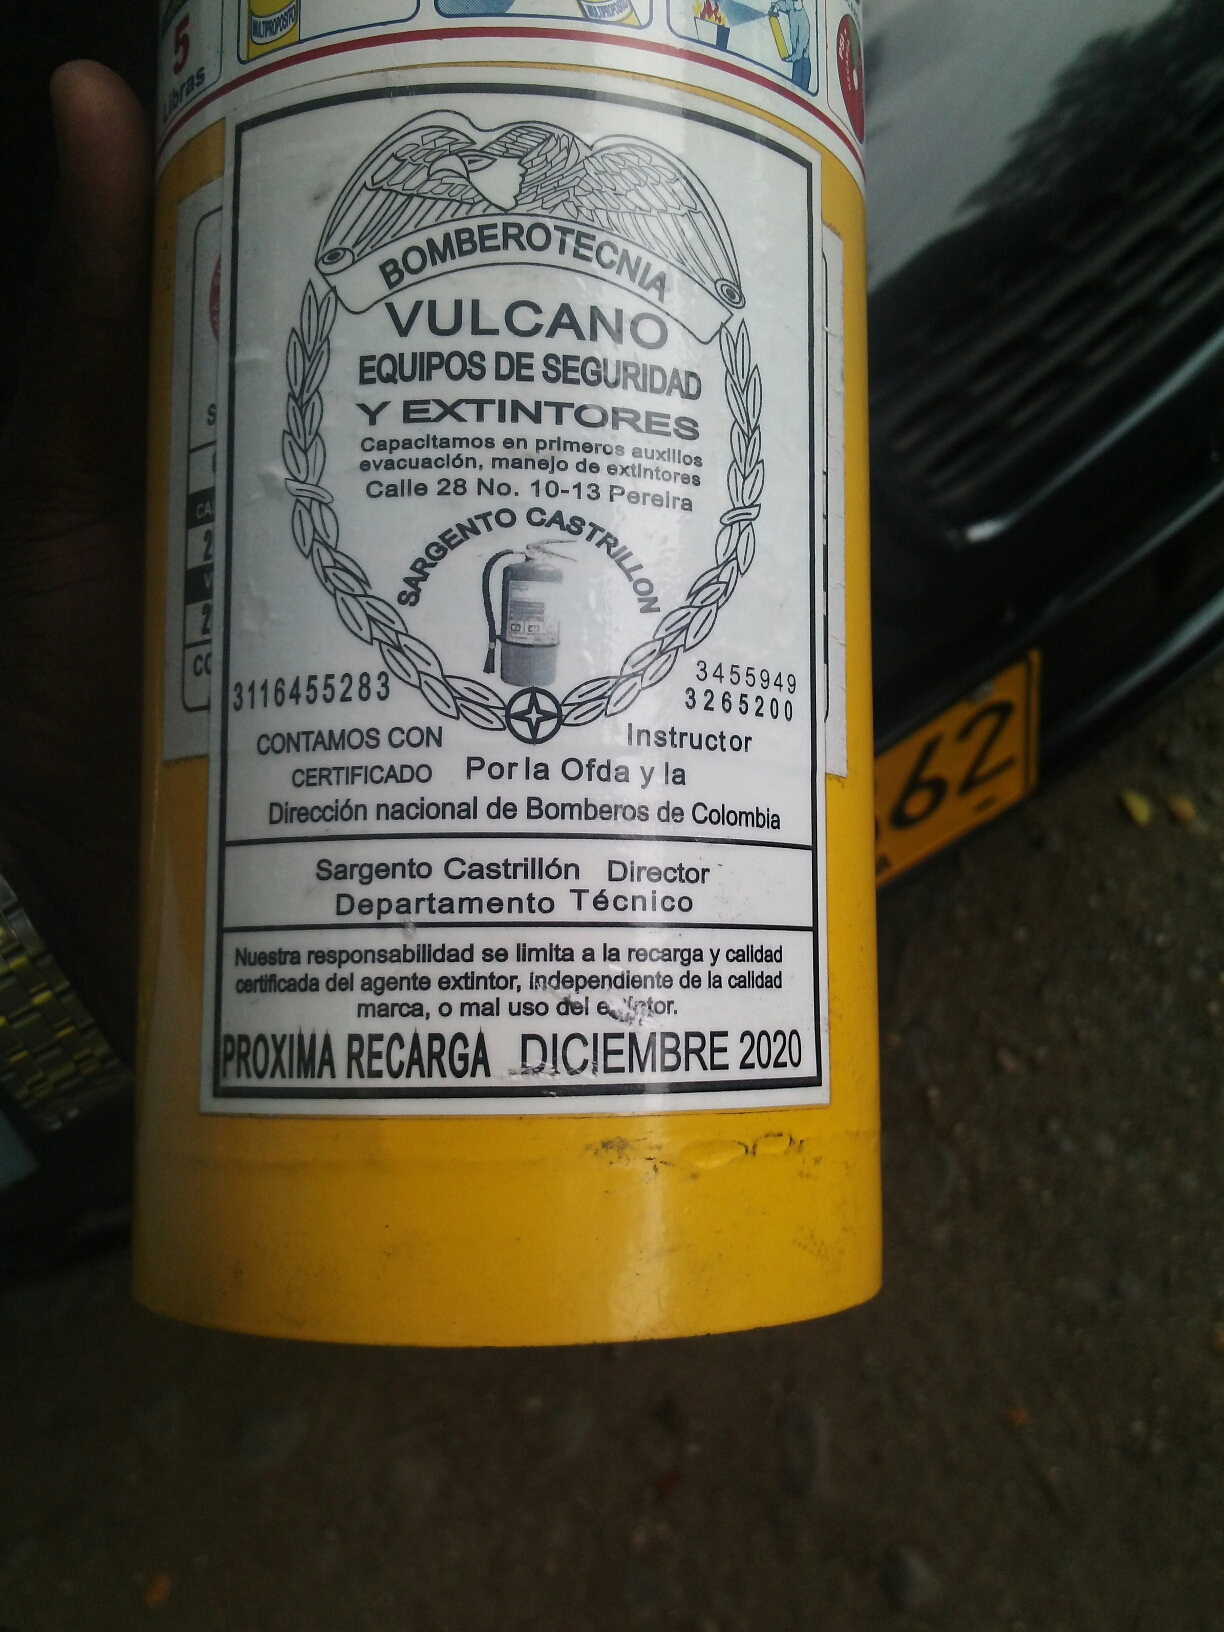 5
Libras
MULTIPROPOSITO
MULTIPROPOSITO
BOMBEROTECNIA
VULCANO
EQUIPOS DE SEGURIDAD
Y EXTINTORES
Capacitamos en primeros auxilios
evacuación, manejo de extintores
Calle 28 No. 10-13 Pereira
SARGENTO CASTRILLON
3116455283
3455949
3265200
CONTAMOS CON Instructor
CERTIFICADO Por la Ofda y la
Dirección nacional de Bomberos de Colombia
Sargento Castrillón Director
Departamento Técnico
Nuestra responsabilidad se limita a la recarga y calidad
certificada del agente extintor, independiente de la calidad
marca, o mal uso del extintor.
PROXIMA RECARGA DICIEMBRE 2020
62